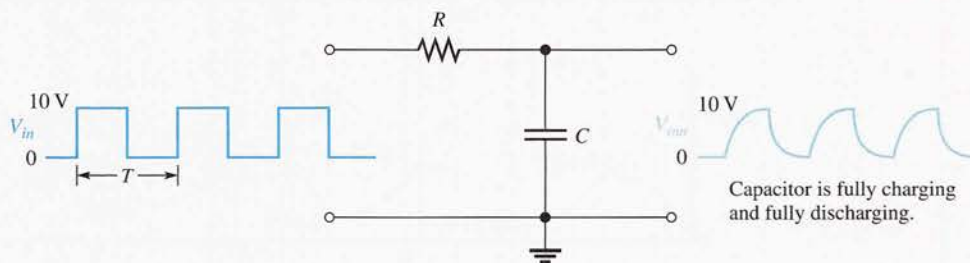 R
10 V
V_in
0
T
C
10 V
V_out
0
Capacitor is fully charging
and fully discharging.